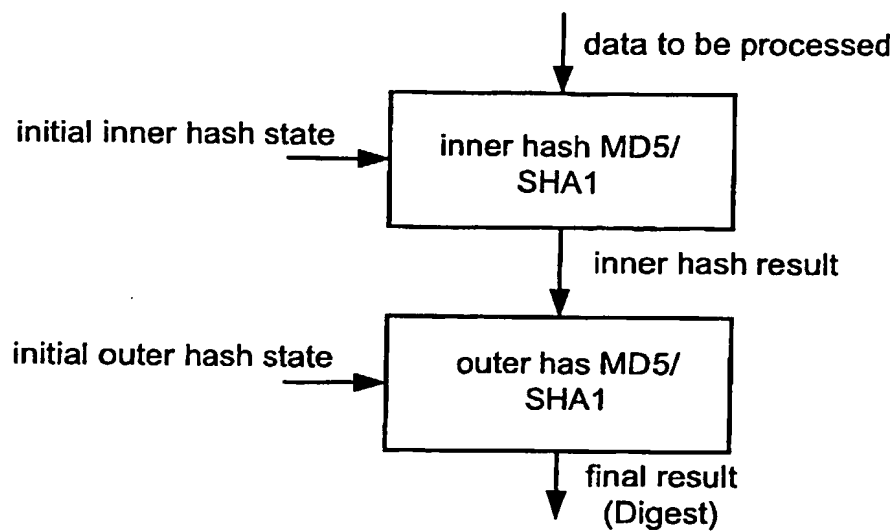 data to be processed
initial inner hash state
inner hash MD5/
SHA1
inner hash result
initial outer hash state
outer has MD5/
SHA1
final result
(Digest)